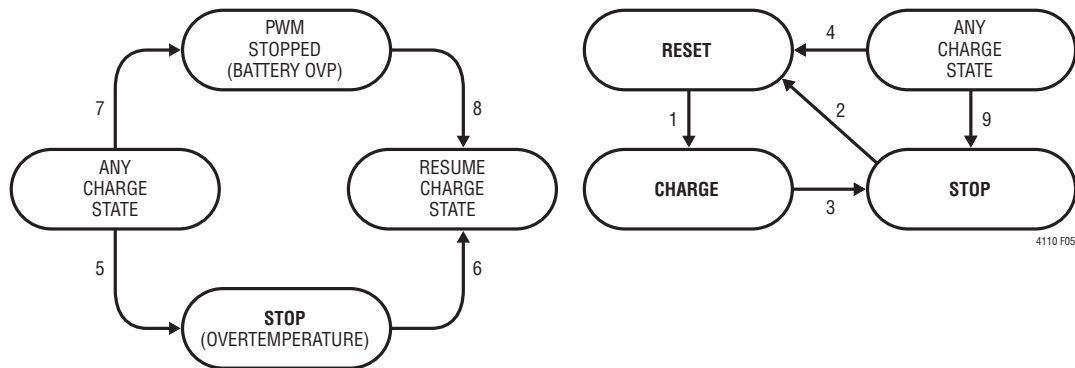 PWM
STOPPED
(BATTERY OVP)
7
8
ANY
CHARGE
STATE
RESUME
CHARGE
STATE
5
6
STOP
(OVERTEMPERATURE)
RESET
4
ANY
CHARGE
STATE
1
2
9
CHARGE
3
STOP
4110 F05